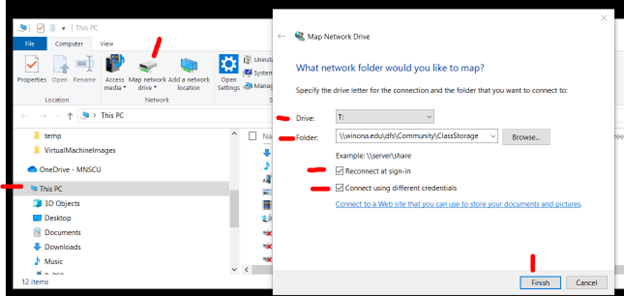 This PC
File
Computer
View
Properties
Open
Rename
Access media
Map network drive
Add a network location
Open Settings
Uninsta
System
Manag
Location
Network
This PC
temp
VirtualMachineImages
OneDrive - MNSCU
This PC
3D Objects
Desktop
Documents
Downloads
Music
12 items
Map Network Drive
What network folder would you like to map?
Specify the drive letter for the connection and the folder that you want to connect to:
Drive:
T:
Folder:
\\winona.edu\dfs\Community\ClassStorage
Browse...
Example: \\server\share
Reconnect at sign-in
Connect using different credentials
Connect to a Web site that you can use to store your documents and pictures.
Finish
Cancel